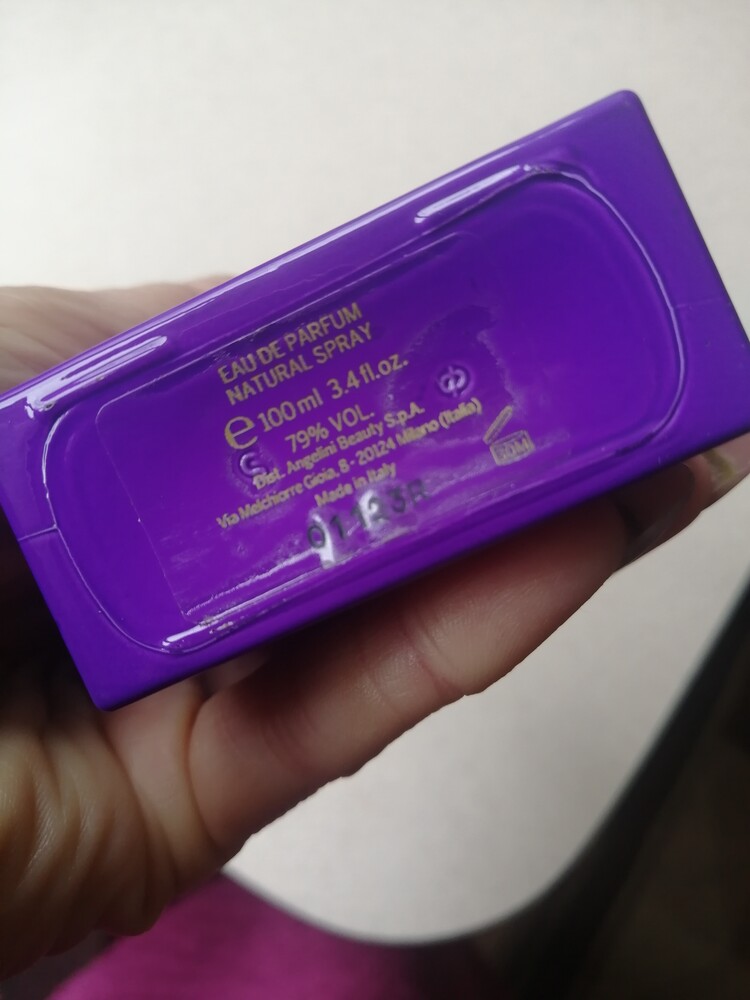 EAU DE PARFUM
NATURAL SPRAY
e 100 ml 3.4 fl.oz.
79% VOL.
Dist. Angelini Beauty S.p.A.
Via Melchiorre Gioia, 8 - 20124 Milano (Italia)
Made in Italy
30M